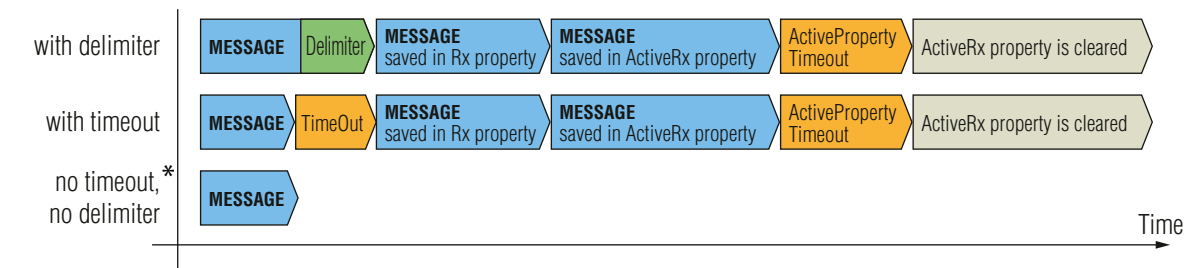 with delimiter
MESSAGE
Delimiter
MESSAGE
saved in Rx property
MESSAGE
saved in ActiveRx property
ActiveProperty
Timeout
ActiveRx property is cleared
with timeout
MESSAGE
TimeOut
MESSAGE
saved in Rx property
MESSAGE
saved in ActiveRx property
ActiveProperty
Timeout
ActiveRx property is cleared
no timeout,*
no delimiter
MESSAGE
Time